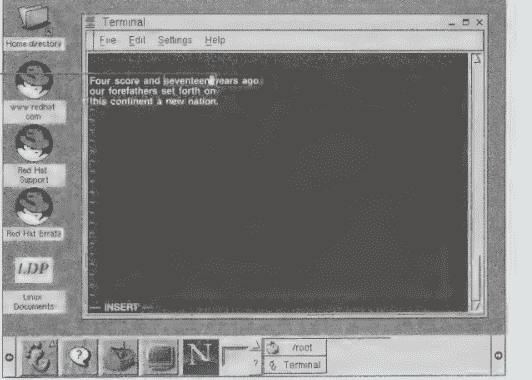 Terminal
File Edit Settings Help
Home directory
Four score and seventeen years ago
our forefathers set forth on
this continent a new nation.
www redhat
com
Red Hat
Support
Red Hat Errata
LDP
Linux
Documents
-- INSERT --
N
/root
? Terminal